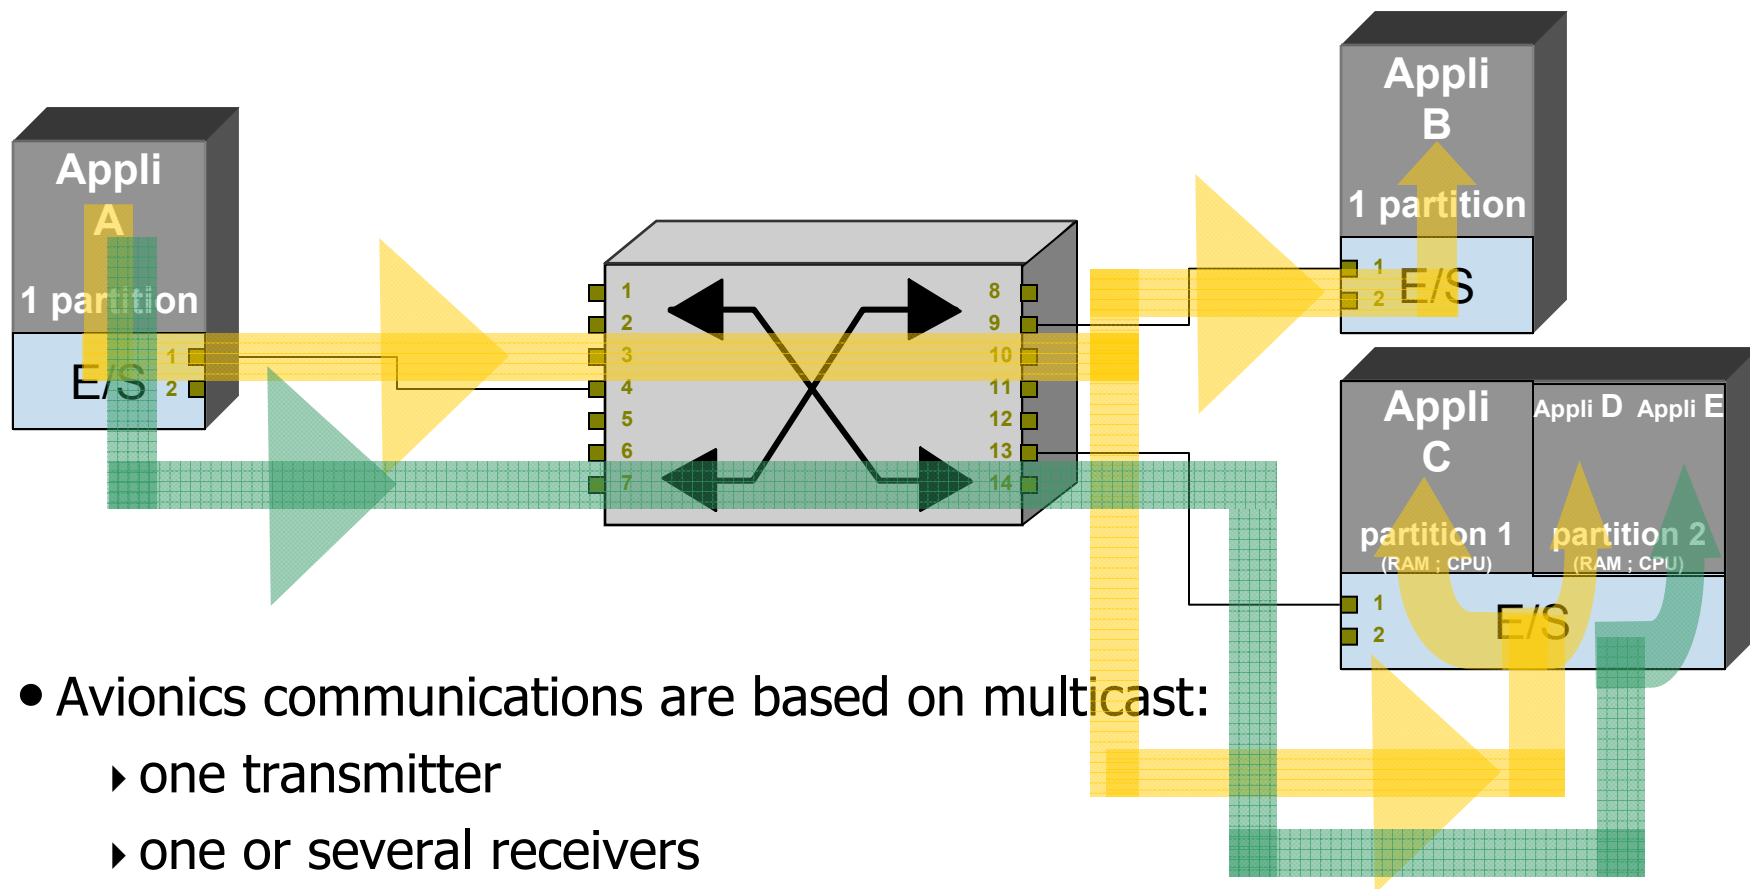 Appli
A
1 partition
E/S
1
2
1
2
3
4
5
6
7
8
9
10
11
12
13
14
Appli
B
1 partition
1
2
E/S
Appli
C
partition 1
(RAM ; CPU)
Appli D Appli E
partition 2
(RAM ; CPU)
1
2
E/S
• Avionics communications are based on multicast:
▸ one transmitter
▸ one or several receivers